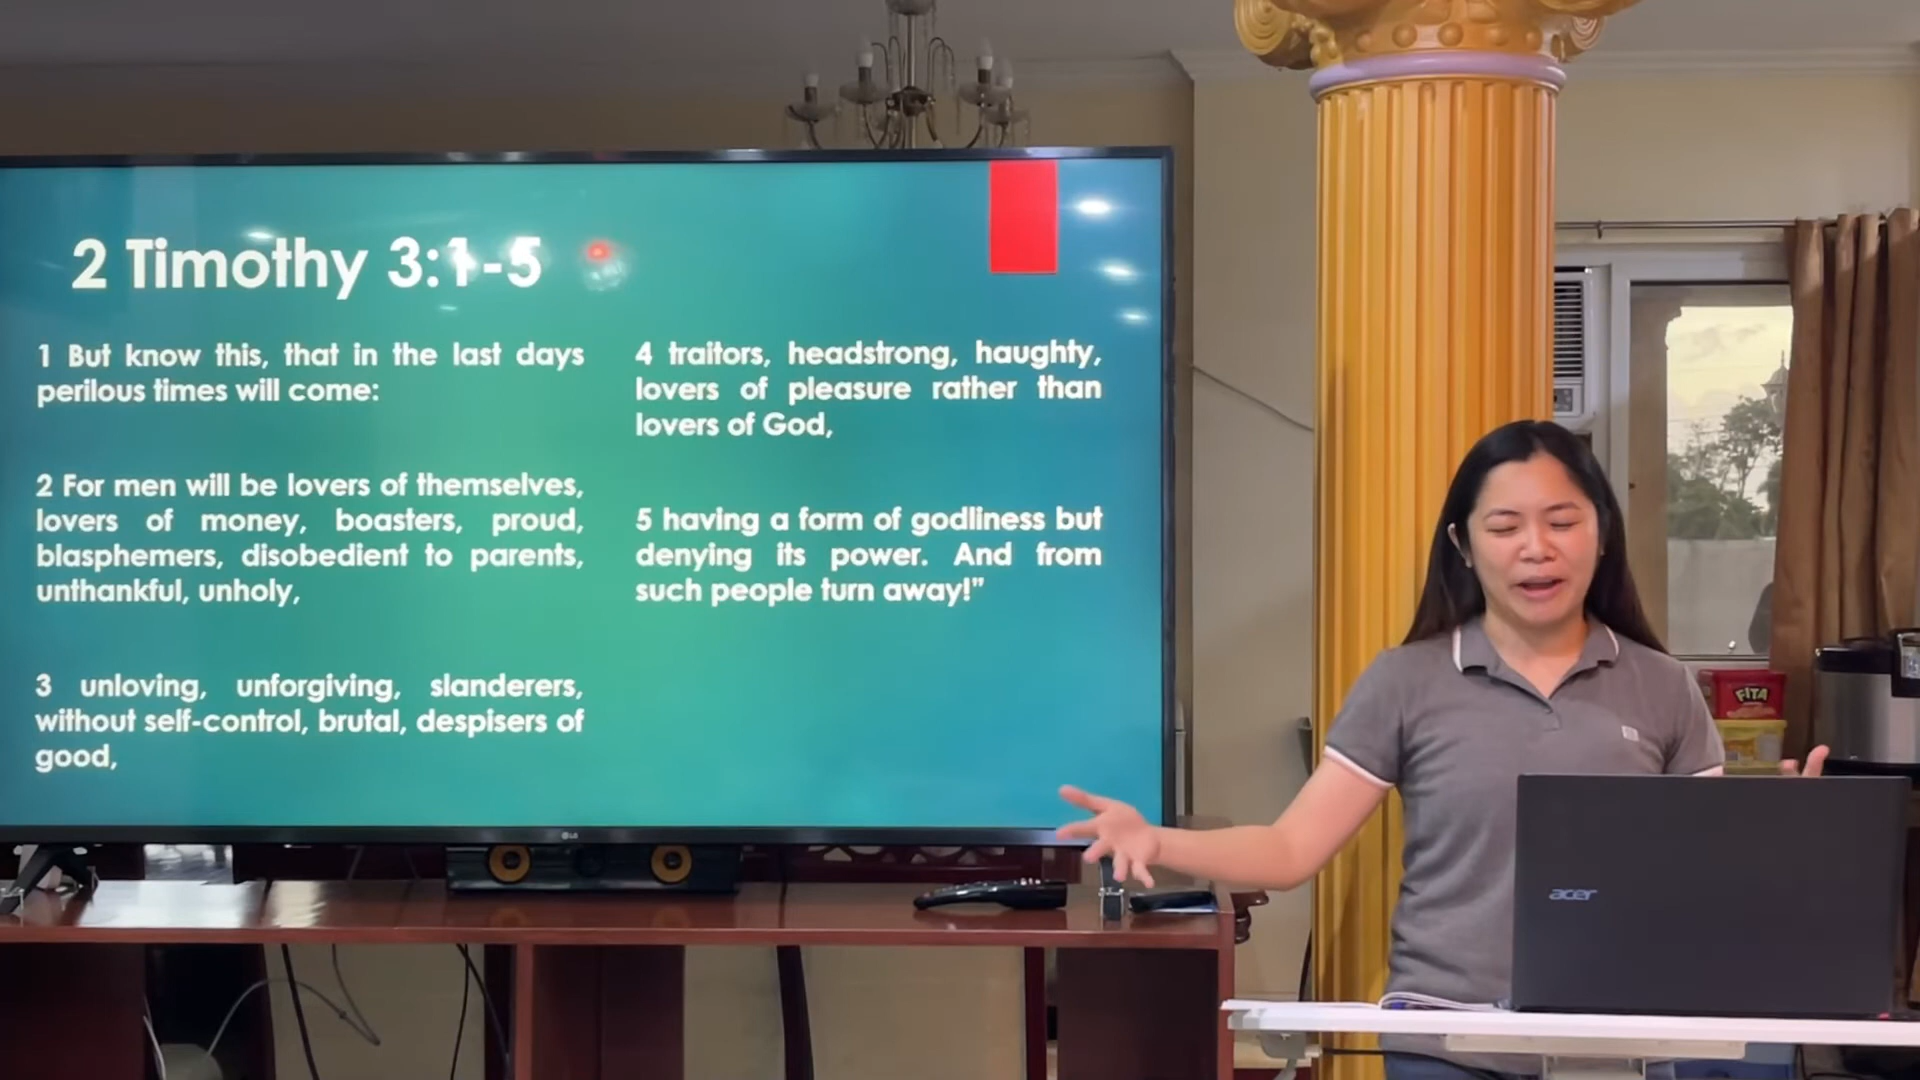 2 Timothy 3:1-5
1 But know this, that in the last days
perilous times will come:
2 For men will be lovers of themselves,
lovers of money, boasters, proud,
blasphemers, disobedient to parents,
unthankful, unholy,
3 unloving, unforgiving, slanderers,
without self-control, brutal, despisers of
good,
4 traitors, headstrong, haughty,
lovers of pleasure rather than
lovers of God,
5 having a form of godliness but
denying its power. And from
such people turn away!”
LG
FITA
acer